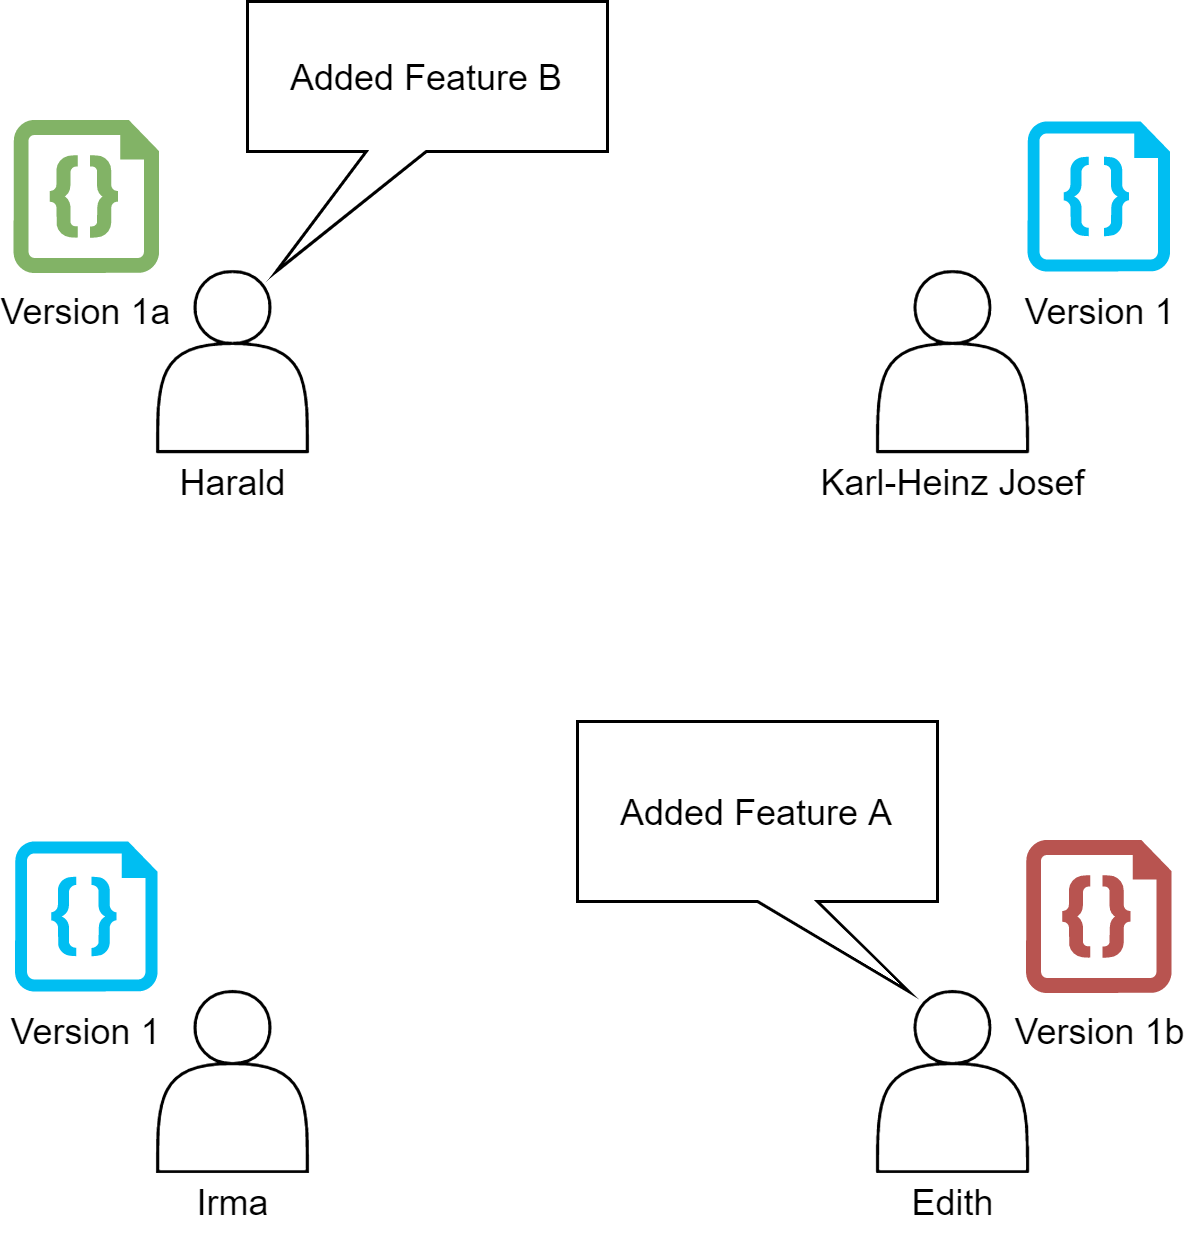 Added Feature B
Version 1a
Version 1
Harald
Karl-Heinz Josef
Added Feature A
Version 1
Version 1b
Irma
Edith